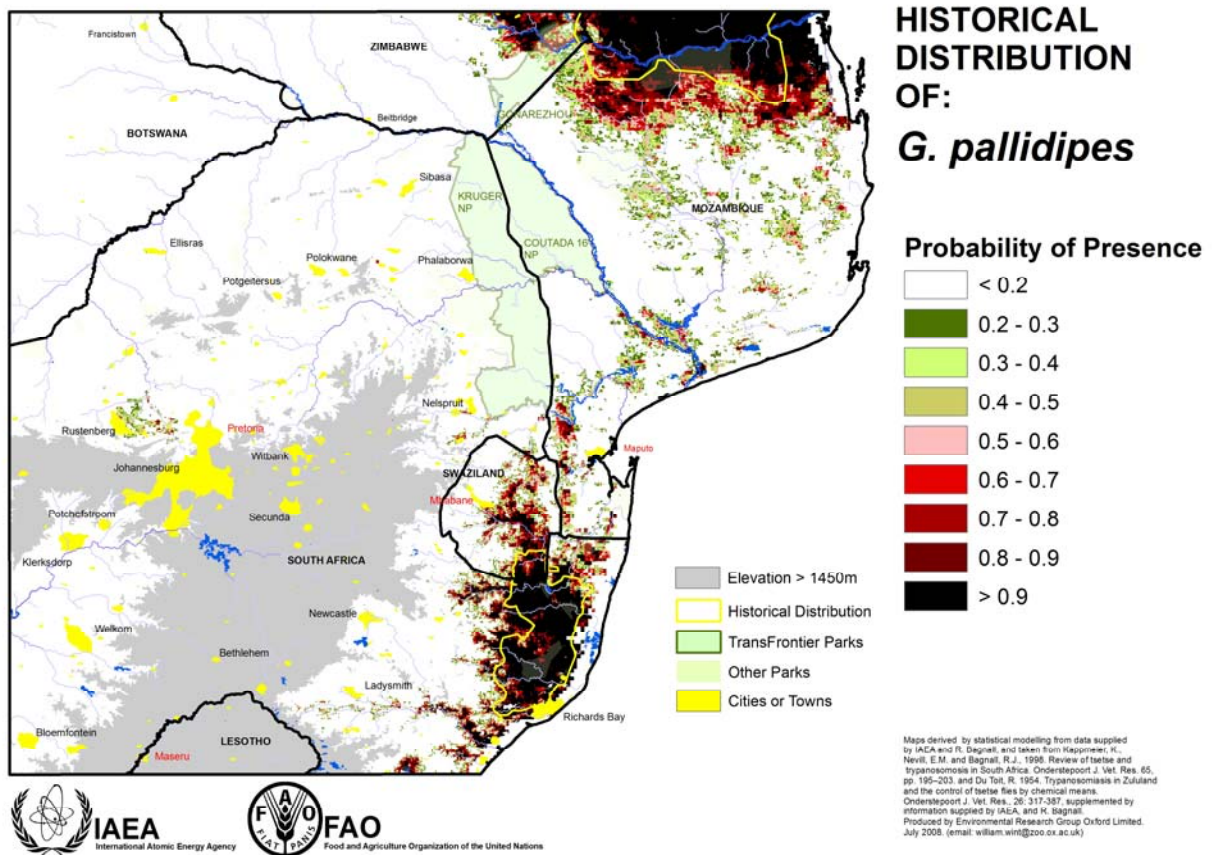 HISTORICAL
DISTRIBUTION
OF:
G. pallidipes
Probability of Presence
< 0.2
0.2 - 0.3
0.3 - 0.4
0.4 - 0.5
0.5 - 0.6
0.6 - 0.7
0.7 - 0.8
0.8 - 0.9
> 0.9
Francistown
ZIMBABWE
GONAREZHOU
NP
BOTSWANA
Beitbridge
Sibasa
KRUGER
NP
MOZAMBIQUE
Ellisras
COUTADA 16
NP
Polokwane
Phalaborwa
Potgietersus
Nelspruit
Rustenberg
Pretoria
Witbank
Johannesburg
SWAZILAND
Maputo
Mbabane
Potchefstroom
Secunda
Klerksdorp
SOUTH AFRICA
Newcastle
Welkom
Bethlehem
Ladysmith
Richards Bay
Bloemfontein
LESOTHO
Maseru
Elevation > 1450m
Historical Distribution
TransFrontier Parks
Other Parks
Cities or Towns
IAEA
International Atomic Energy Agency
F A O
FIAT PANIS
FAO
Food and Agriculture Organization of the United Nations
Maps derived by statistical modelling from data supplied
by IAEA and R. Bagnall, and taken from Kappmeier, K.,
Nevill, E.M. and Bagnall, R.J., 1998. Review of tsetse and
trypanosomosis in South Africa. Onderstepoort J. Vet. Res. 65,
pp. 195–203. and Du Toit, R. 1954. Trypanosomiasis in Zululand
and the control of tsetse flies by chemical means.
Onderstepoort J. Vet. Res., 26: 317-387, supplemented by
information supplied by IAEA, and R. Bagnall.
Produced by Environmental Research Group Oxford Limited.
July 2008. (email: william.wint@zoo.ox.ac.uk)